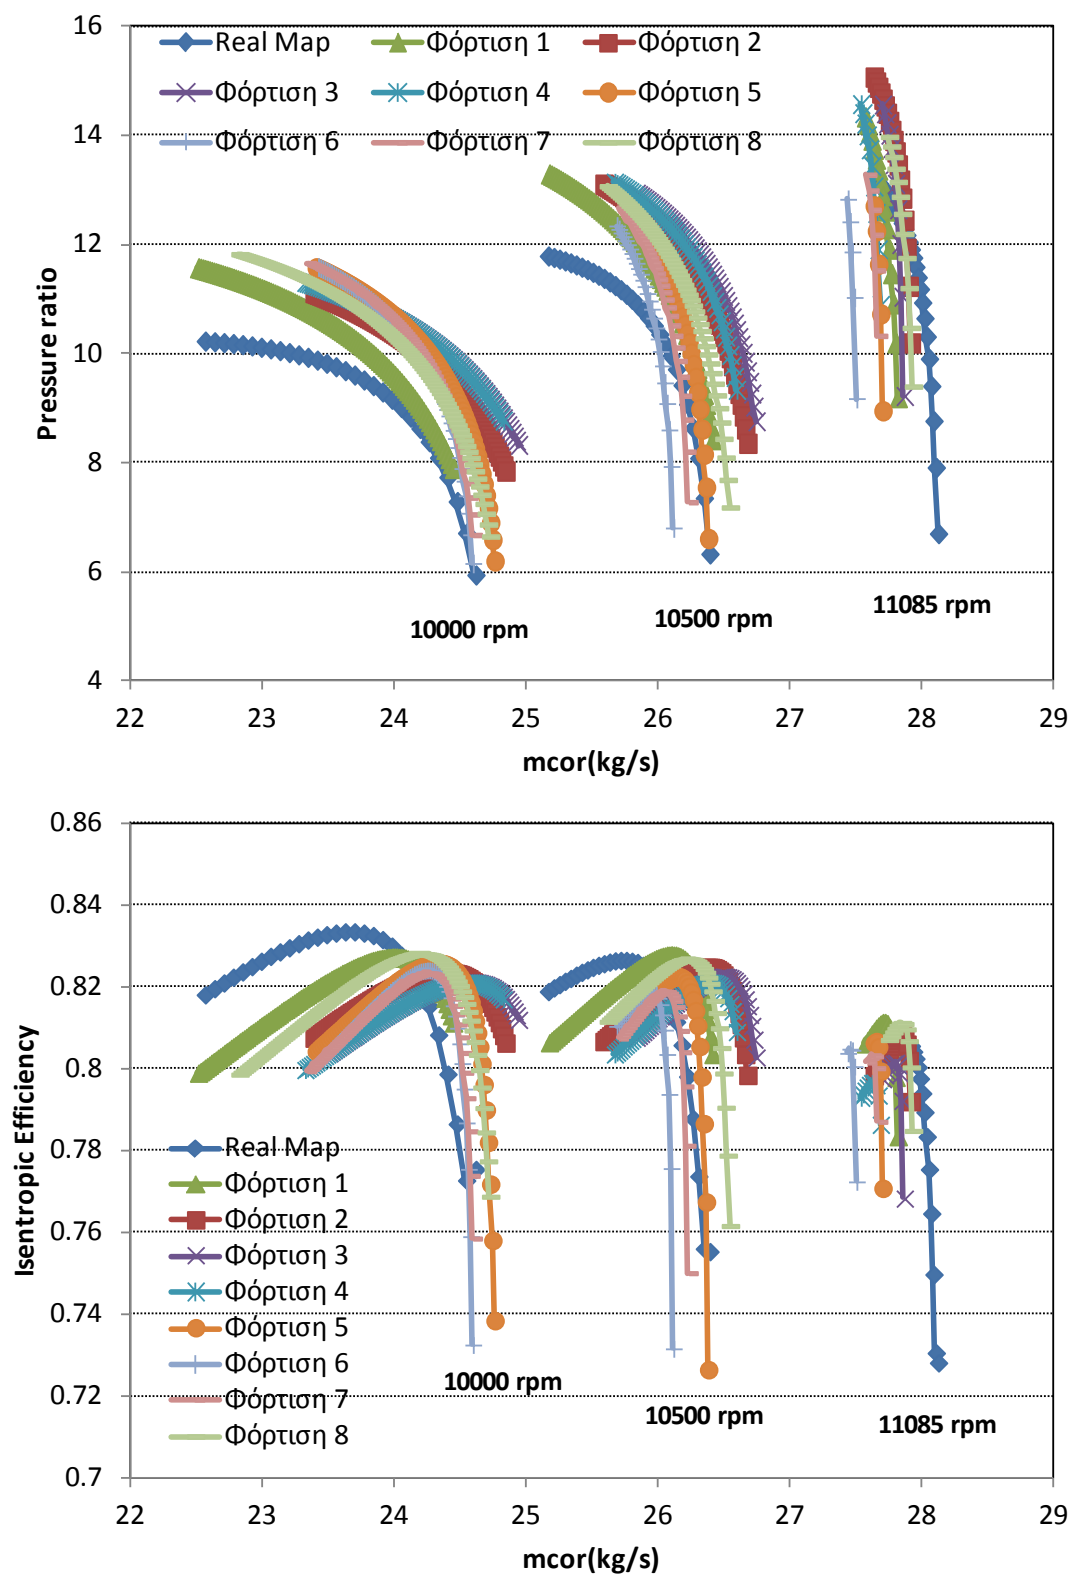 16
Real Map Φόρτιση 1 Φόρτιση 2
Φόρτιση 3 Φόρτιση 4 Φόρτιση 5
Φόρτιση 6 Φόρτιση 7 Φόρτιση 8
14
12
10
8
6
4
Pressure ratio
10000 rpm
10500 rpm
11085 rpm
22 23 24 25 26 27 28 29
mcor(kg/s)
0.86
0.84
0.82
0.8
0.78
0.76
0.74
0.72
0.7
Isentropic Efficiency
Real Map
Φόρτιση 1
Φόρτιση 2
Φόρτιση 3
Φόρτιση 4
Φόρτιση 5
Φόρτιση 6
Φόρτιση 7
Φόρτιση 8
10000 rpm
10500 rpm
11085 rpm
22 23 24 25 26 27 28 29
mcor(kg/s)